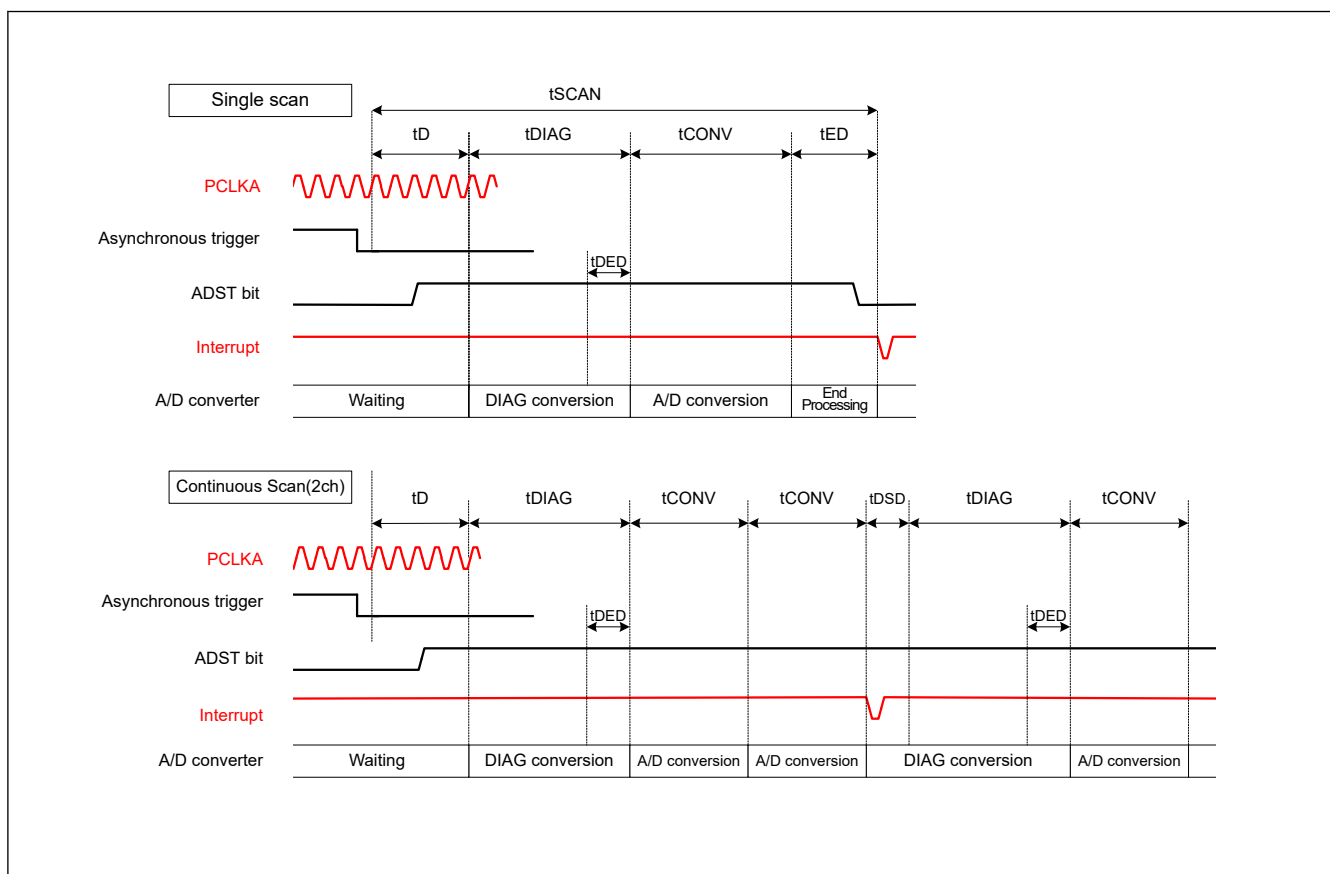 Single scan
tSCAN
tD
tDIAG
tCONV
tED
PCLKA
Asynchronous trigger
tDED
ADST bit
Interrupt
A/D converter
Waiting
DIAG conversion
A/D conversion
End
Processing
Continuous Scan(2ch)
tD
tDIAG
tCONV
tCONV
tDSD
tDIAG
tCONV
PCLKA
Asynchronous trigger
tDED
tDED
ADST bit
Interrupt
A/D converter
Waiting
DIAG conversion
A/D conversion
A/D conversion
DIAG conversion
A/D conversion